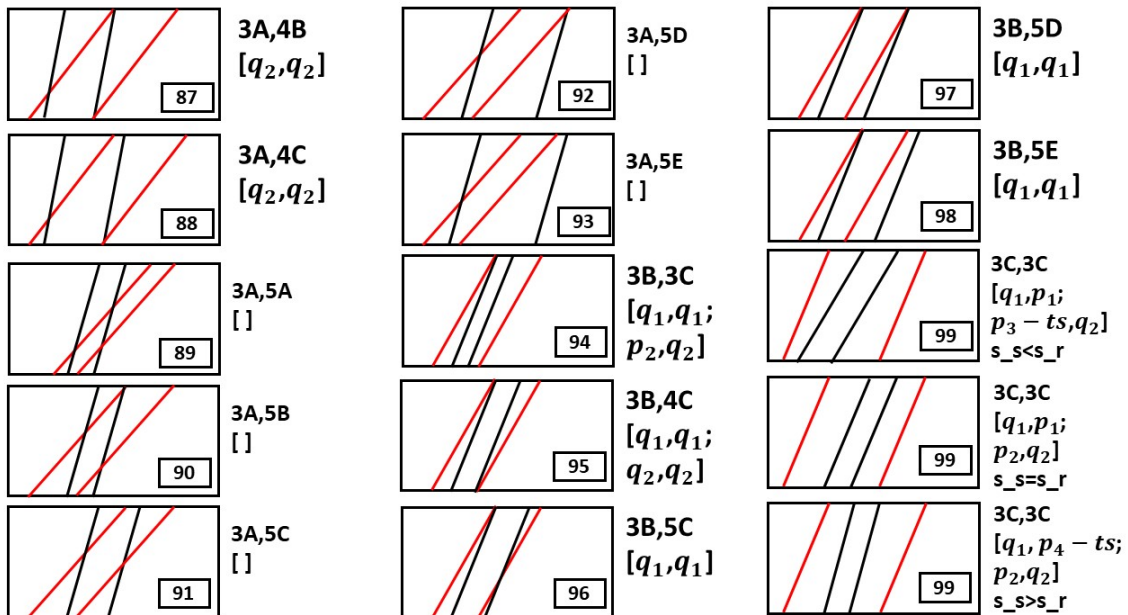 3A,4B
[q₂,q₂]
87
3A,4C
[q₂,q₂]
88
3A,5A
[ ]
89
3A,5B
[ ]
90
3A,5C
[ ]
91
3A,5D
[ ]
92
3A,5E
[ ]
93
3B,3C
[q₁,q₁;
p₂,q₂]
94
3B,4C
[q₁,q₁;
q₂,q₂]
95
3B,5C
[q₁,q₁]
96
3B,5D
[q₁,q₁]
97
3B,5E
[q₁,q₁]
98
3C,3C
[q₁,p₁;
p₃ − ts,q₂]
s_s<s_r
99
3C,3C
[q₁,p₁;
p₂,q₂]
s_s=s_r
99
3C,3C
[q₁, p₄ − ts;
p₂,q₂]
s_s>s_r
99